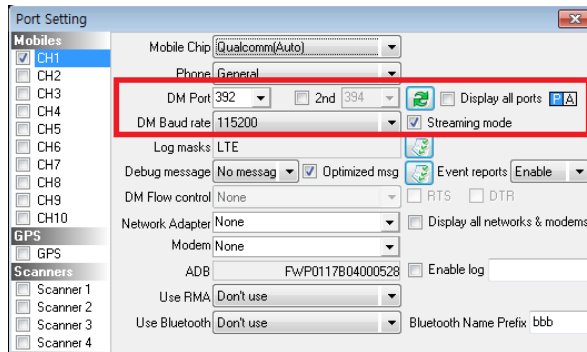 Port Setting
Mobiles
CH1
CH2
CH3
CH4
CH5
CH6
CH7
CH8
CH9
CH10
GPS
GPS
Scanners
Scanner 1
Scanner 2
Scanner 3
Scanner 4
Mobile Chip Qualcomm(Auto)
Phone General
DM Port 392 2nd 394 Display all ports P A
DM Baud rate 115200 Streaming mode
Log masks LTE
Debug message No messag Optimized msg Event reports Enable
DM Flow control None RTS DTR
Network Adapter None Display all networks & modems
Modem None
ADB FWP0117B04000528 Enable log
Use RMA Don't use
Use Bluetooth Don't use Bluetooth Name Prefix bbb